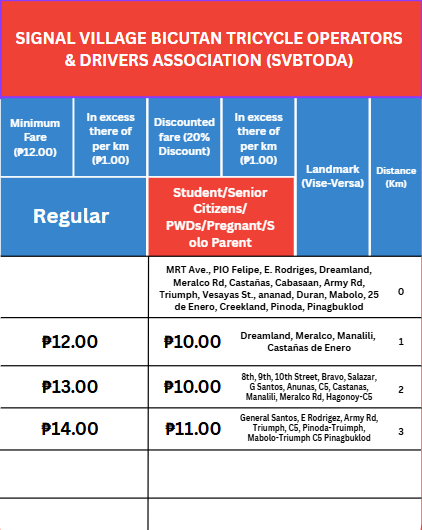 SIGNAL VILLAGE BICUTAN TRICYCLE OPERATORS
& DRIVERS ASSOCIATION (SVBTODA)
Minimum
Fare
(₱12.00)
In excess
there of
per km
(₱1.00)
Discounted
fare (20%
Discount)
In excess
there of
per km
(₱1.00)
Landmark
(Vise-Versa)
Distance
(Km)
Regular
Student/Senior
Citizens/
PWDs/Pregnant/S
olo Parent
MRT Ave., PIO Felipe, E. Rodriges, Dreamland,
Meralco Rd, Castañas, Cabasaan, Army Rd,
Triumph, Vesayas St., ananad, Duran, Mabolo, 25
de Enero, Creekland, Pinoda, Pinagbuklod
0
₱12.00
₱10.00
Dreamland, Meralco, Manalili,
Castañas de Enero
1
₱13.00
₱10.00
8th, 9th, 10th Street, Bravo, Salazar,
G Santos, Anunas, C5, Castanas,
Manalili, Meralco Rd, Hagonoy-C5
2
₱14.00
₱11.00
General Santos, E Rodrigez, Army Rd,
Triumph, C5, Pinoda-Truimph,
Mabolo-Triumph C5 Pinagbuklod
3